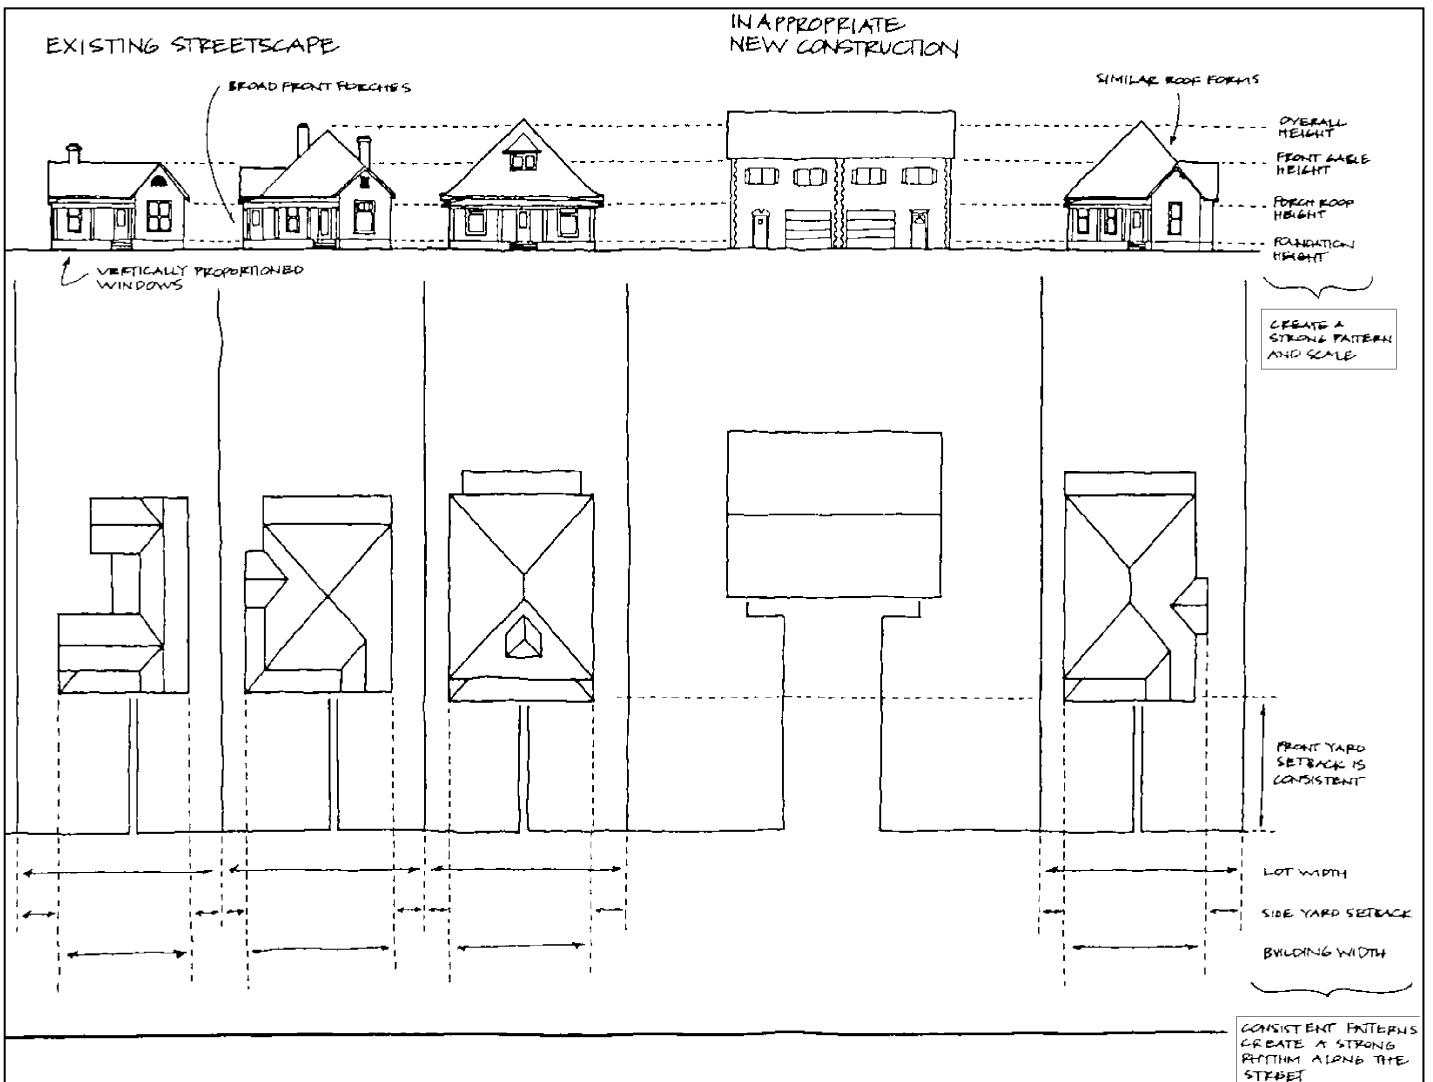 EXISTING STREETSCAPE
INAPPROPRIATE
NEW CONSTRUCTION
BROAD FRONT PORCHES
SIMILAR ROOF FORMS
OVERALL
HEIGHT
FRONT GABLE
HEIGHT
PORCH ROOF
HEIGHT
FOUNDATION
HEIGHT
VERTICALLY PROPORTIONED
WINDOWS
CREATE A
STRONG PATTERN
AND SCALE
FRONT YARD
SETBACK IS
CONSISTENT
LOT WIDTH
SIDE YARD SETBACK
BUILDING WIDTH
CONSISTENT PATTERNS
CREATE A STRONG
RHYTHM ALONG THE
STREET